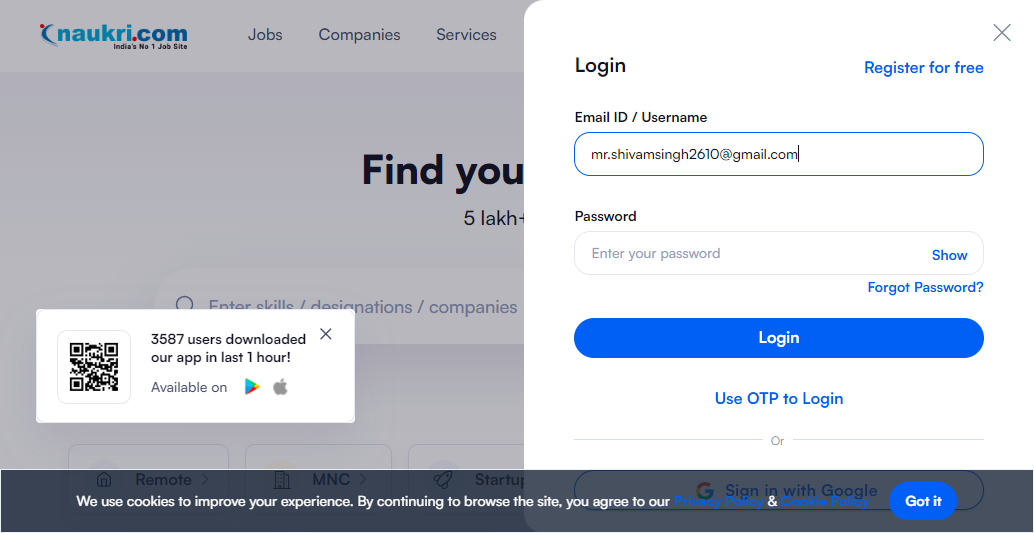 naukri.com
India's No 1 Job Site
Jobs Companies Services
Login
Register for free
Email ID / Username
mr.shivamsingh2610@gmail.com
Find you
5 lakh+
Password
Enter your password Show
Forgot Password?
Enter skills / designations / companies
Login
3587 users downloaded
our app in last 1 hour!
Available on
Use OTP to Login
Or
Remote MNC Startup
Sign in with Google
We use cookies to improve your experience. By continuing to browse the site, you agree to our Privacy Policy & Cookie Policy Got it